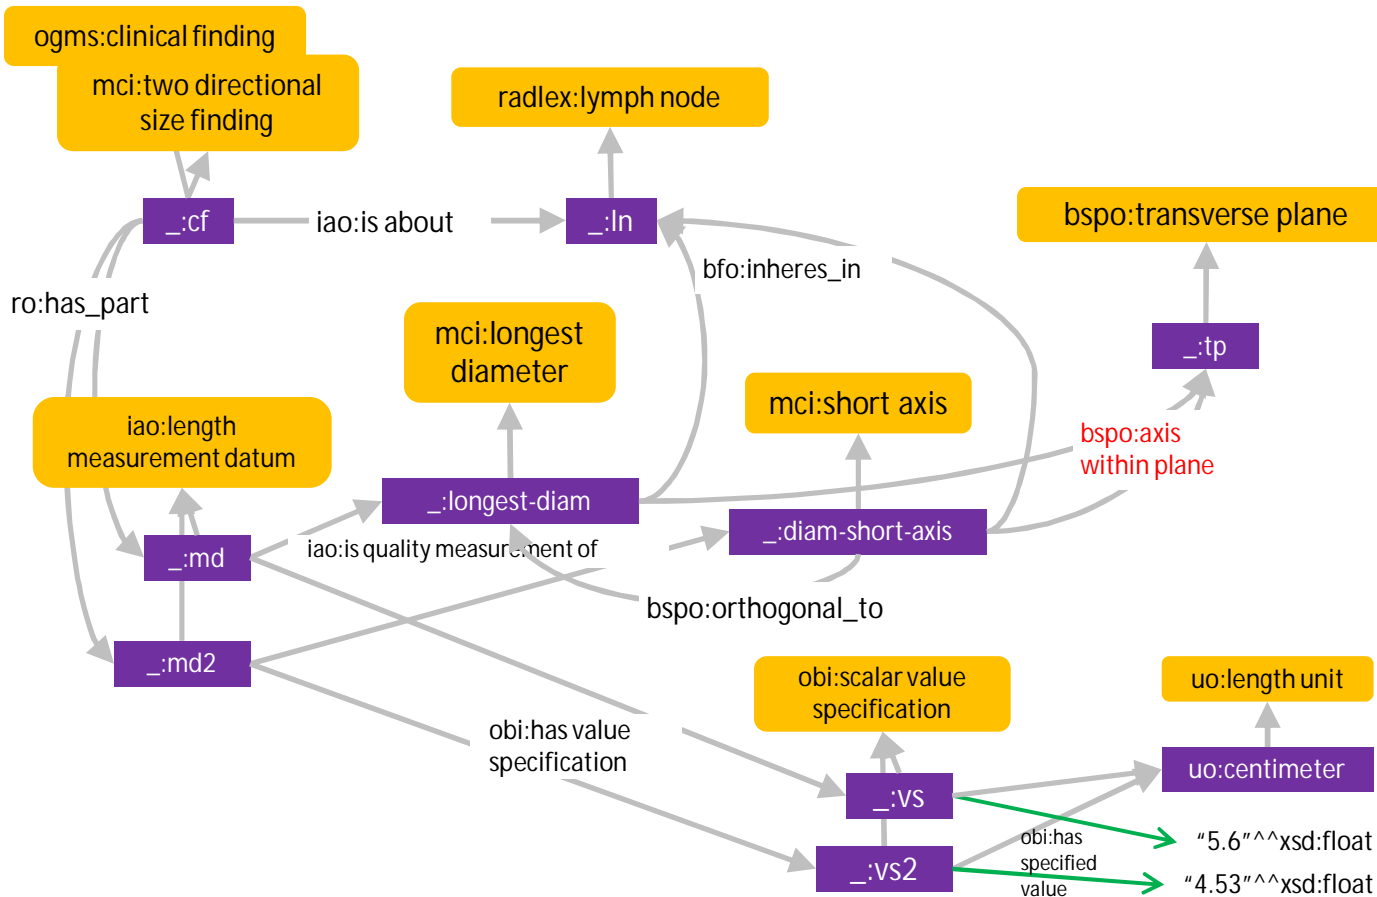 ogms:clinical finding
mci:two directional
size finding
radlex:lymph node
bspo:transverse plane
_:cf
iao:is about
_:ln
bfo:inheres_in
ro:has_part
mci:longest
diameter
_:tp
mci:short axis
iao:length
measurement datum
bspo:axis
within plane
_:longest-diam
_:diam-short-axis
iao:is quality measurement of
_:md
bspo:orthogonal_to
_:md2
obi:scalar value
specification
uo:length unit
obi:has value
specification
uo:centimeter
_:vs
"5.6"^^xsd:float
obi:has
specified
value
_:vs2
"4.53"^^xsd:float